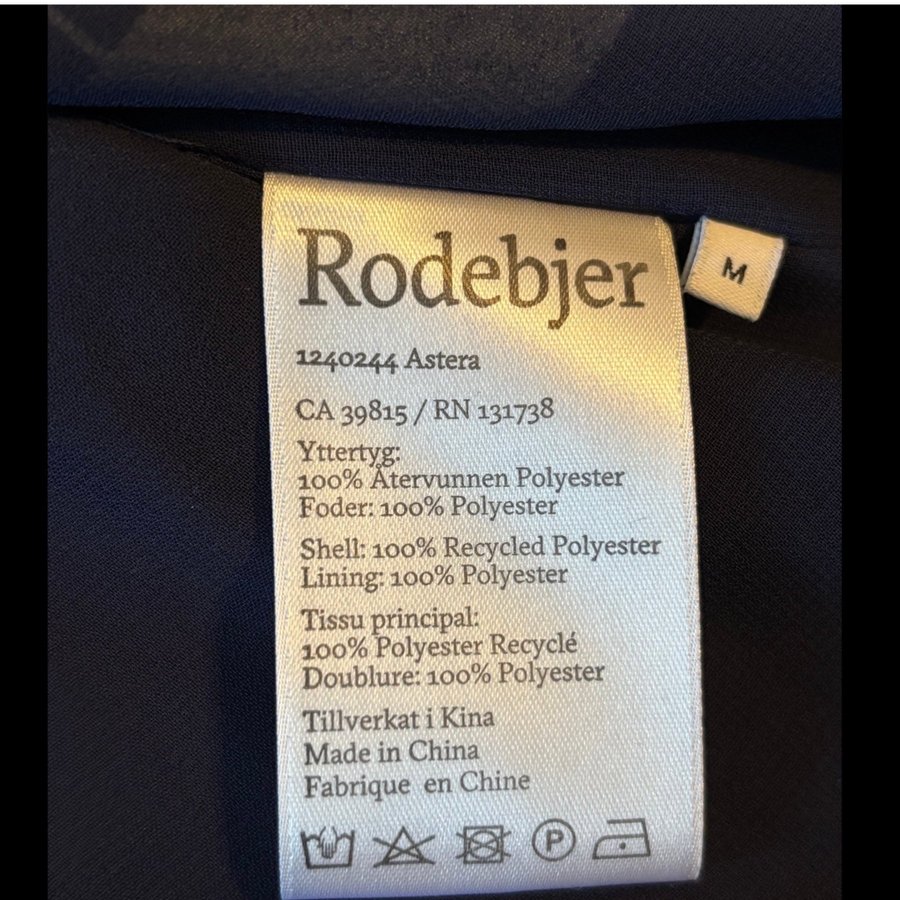 Rodebjer
M
1240244 Astera
CA 39815 / RN 131738
Yttertyg:
100% Återvunnen Polyester
Foder: 100% Polyester
Shell: 100% Recycled Polyester
Lining: 100% Polyester
Tissu principal:
100% Polyester Recyclé
Doublure: 100% Polyester
Tillverkat i Kina
Made in China
Fabrique en Chine
P